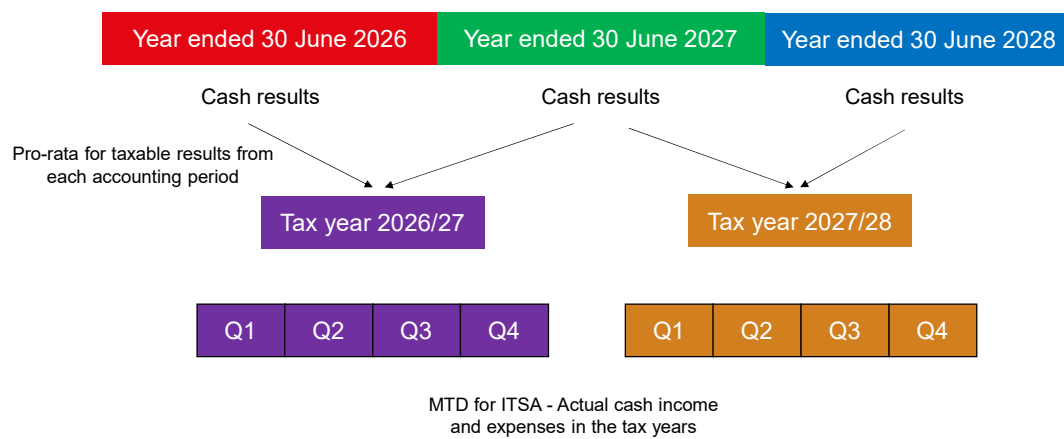 Year ended 30 June 2026
Year ended 30 June 2027
Year ended 30 June 2028
Cash results
Cash results
Cash results
Pro-rata for taxable results from
each accounting period
Tax year 2026/27
Tax year 2027/28
Q1
Q2
Q3
Q4
Q1
Q2
Q3
Q4
MTD for ITSA - Actual cash income
and expenses in the tax years